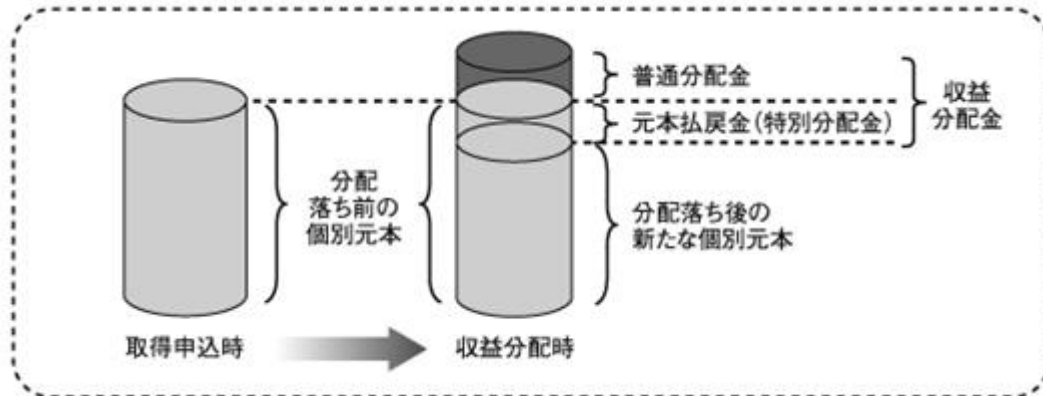 普通分配金
元本払戻金(特別分配金)
収益
分配金
分配
落ち前の
個別元本
分配落ち後の
新たな個別元本
取得申込時
収益分配時